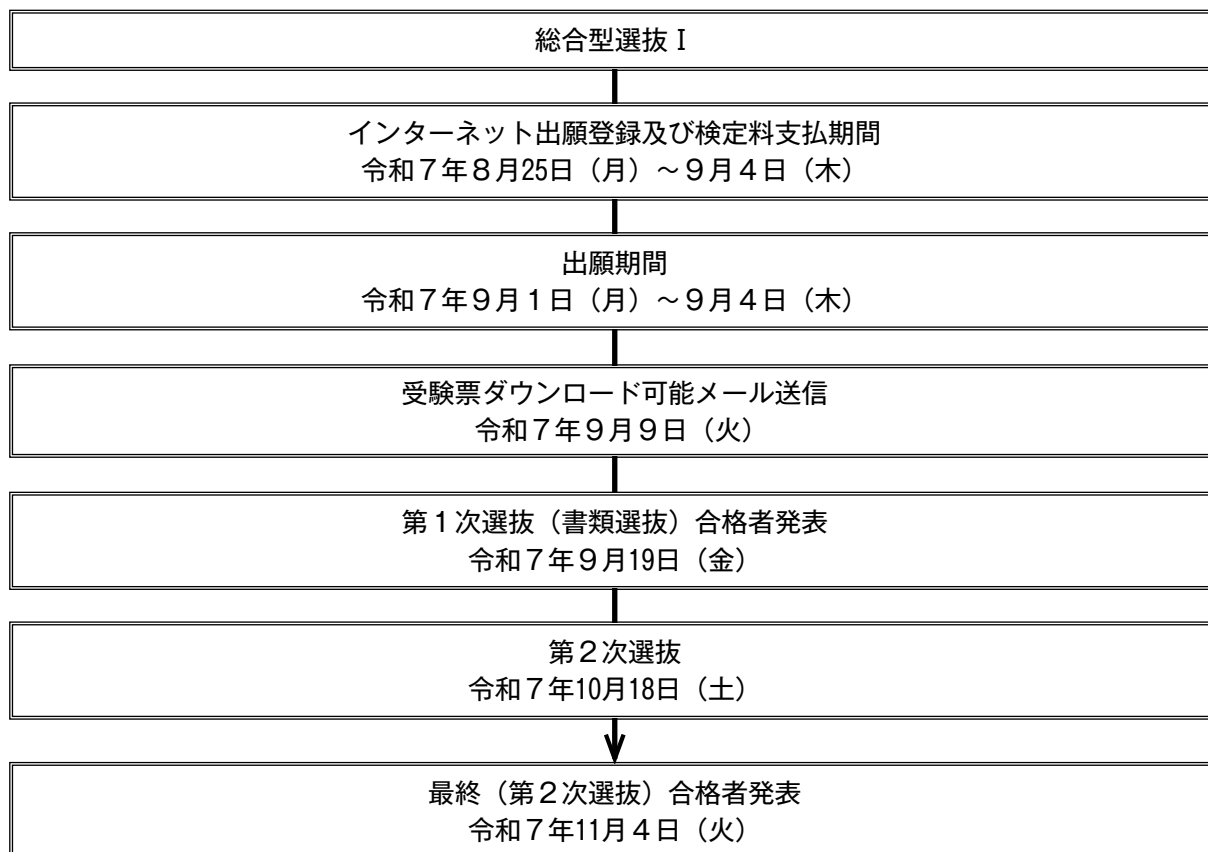 総合型選抜Ⅰ
インターネット出願登録及び検定料支払期間
令和７年８月25日（月）～９月４日（木）
出願期間
令和７年９月１日（月）～９月４日（木）
受験票ダウンロード可能メール送信
令和７年９月９日（火）
第１次選抜（書類選抜）合格者発表
令和７年９月19日（金）
第２次選抜
令和７年10月18日（土）
最終（第２次選抜）合格者発表
令和７年11月４日（火）